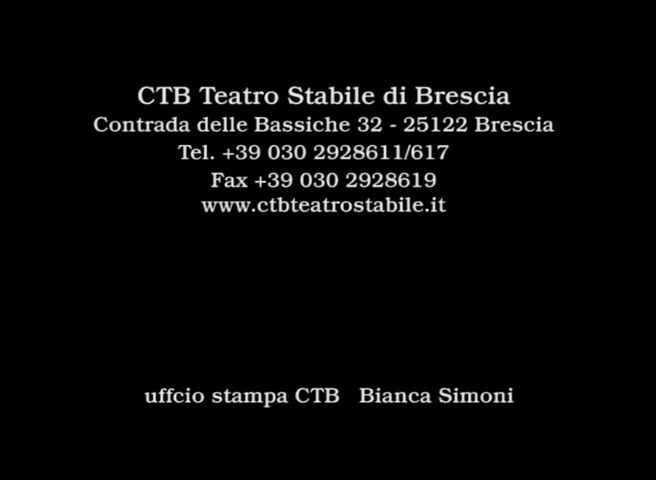 CTB Teatro Stabile di Brescia
Contrada delle Bassiche 32 - 25122 Brescia
Tel. +39 030 2928611/617
Fax +39 030 2928619
www.ctbteatrostabile.it
uffcio stampa CTB Bianca Simoni